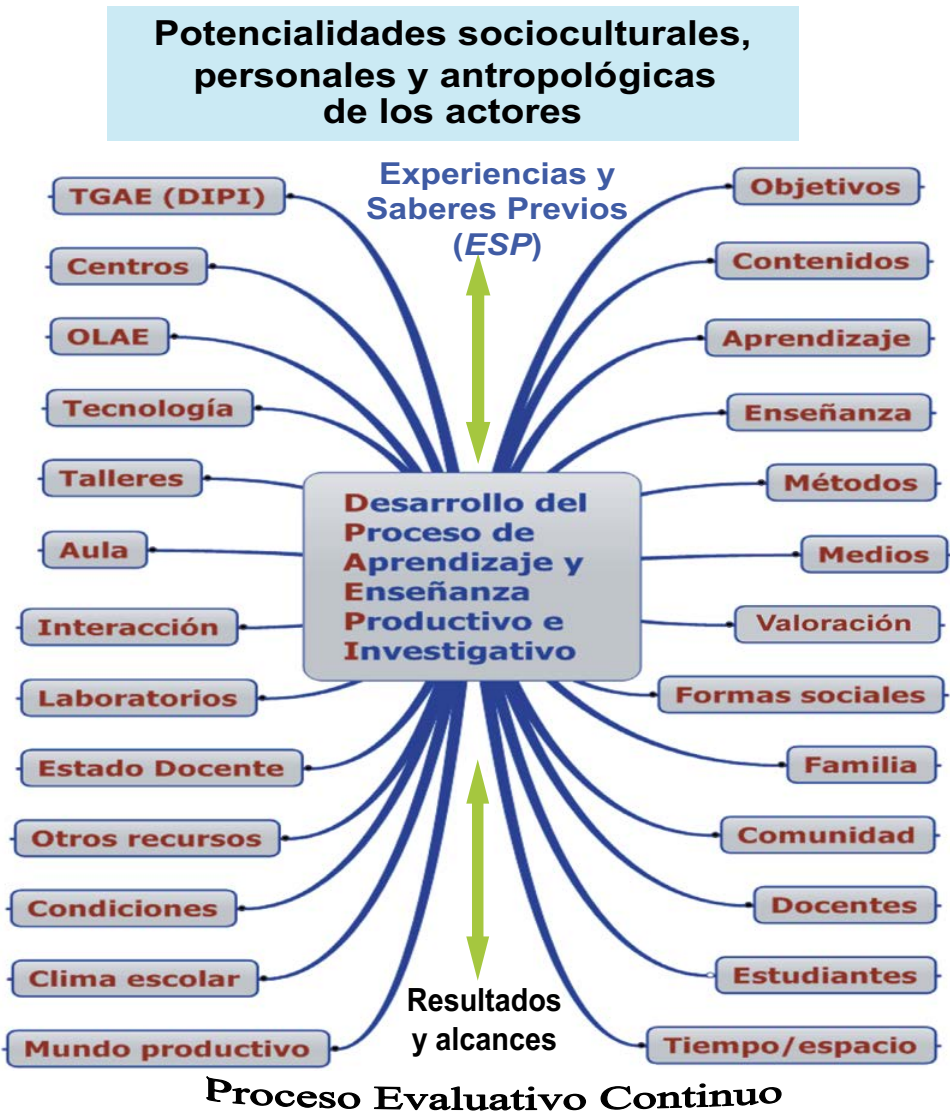 Potencialidades socioculturales,
personales y antropológicas
de los actores
Experiencias y
Saberes Previos
(ESP)
TGAE (DIPI)
Centros
OLAE
Tecnología
Talleres
Aula
Interacción
Laboratorios
Estado Docente
Otros recursos
Condiciones
Clima escolar
Mundo productivo
Desarrollo del
Proceso de
Aprendizaje y
Enseñanza
Productivo e
Investigativo
Objetivos
Contenidos
Aprendizaje
Enseñanza
Métodos
Medios
Valoración
Formas sociales
Familia
Comunidad
Docentes
Estudiantes
Tiempo/espacio
Resultados
y alcances
Proceso Evaluativo Continuo